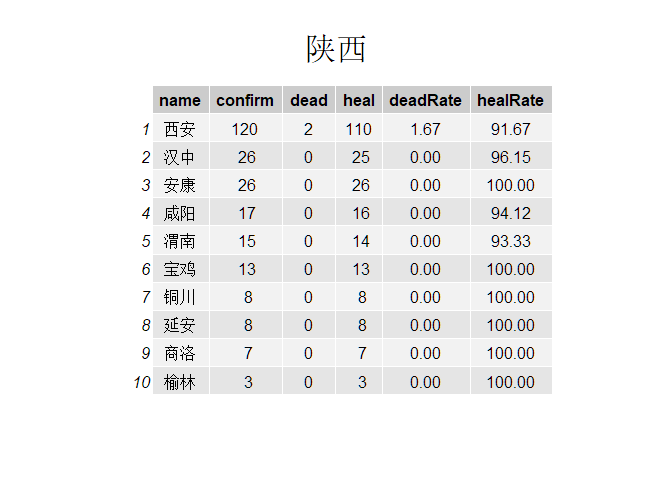 陕西
name confirm dead heal deadRate healRate
1 西安 120 2 110 1.67 91.67
2 汉中 26 0 25 0.00 96.15
3 安康 26 0 26 0.00 100.00
4 咸阳 17 0 16 0.00 94.12
5 渭南 15 0 14 0.00 93.33
6 宝鸡 13 0 13 0.00 100.00
7 铜川 8 0 8 0.00 100.00
8 延安 8 0 8 0.00 100.00
9 商洛 7 0 7 0.00 100.00
10 榆林 3 0 3 0.00 100.00